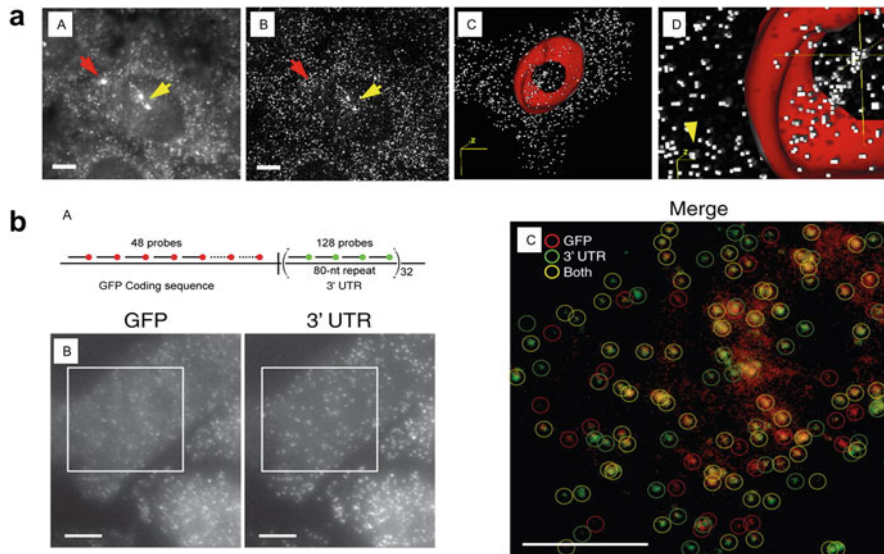 a
A
B
C
z
D
z
b
A
48 probes
128 probes
GFP Coding sequence
80-nt repeat
3' UTR
32
GFP
3' UTR
B
Merge
C
GFP
3' UTR
Both